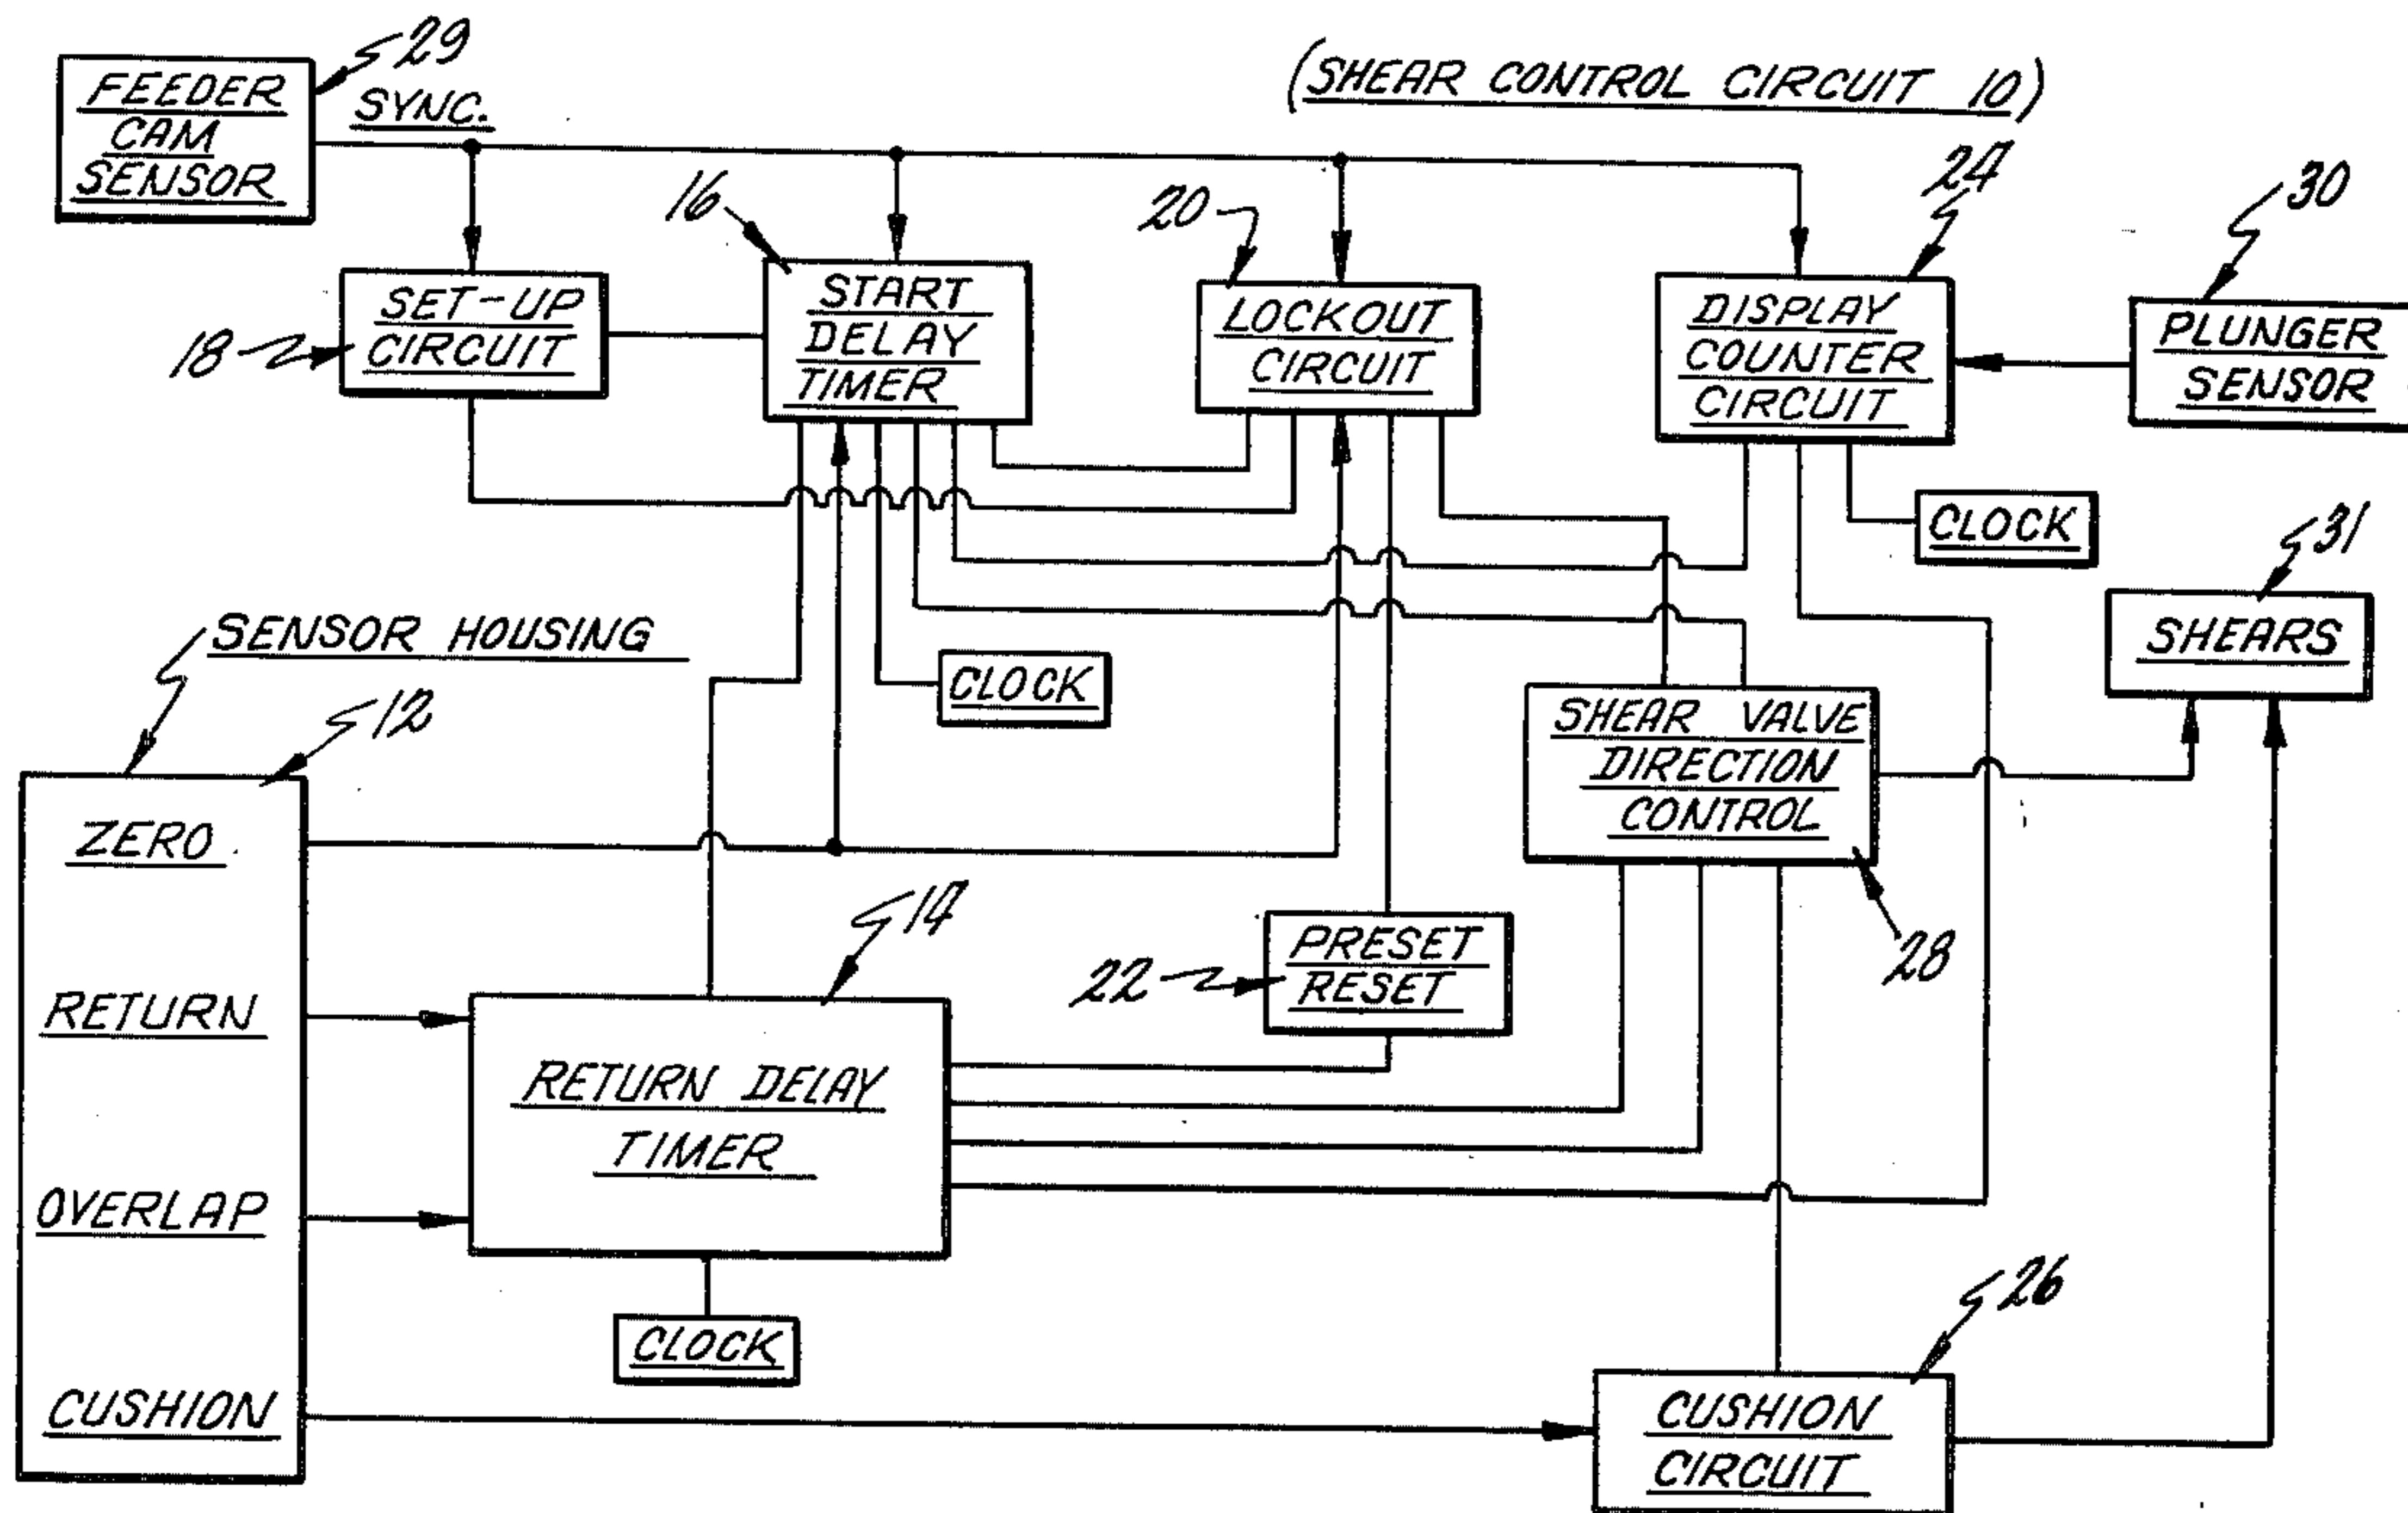 29
FEEDER
CAM
SENSOR
SYNC.
(SHEAR CONTROL CIRCUIT 10)
16
20
24
30
SET-UP
CIRCUIT
18
START
DELAY
TIMER
LOCKOUT
CIRCUIT
DISPLAY
COUNTER
CIRCUIT
PLUNGER
SENSOR
CLOCK
31
SHEARS
SENSOR HOUSING
CLOCK
12
SHEAR VALVE
DIRECTION
CONTROL
28
ZERO
RETURN
OVERLAP
CUSHION
14
RETURN DELAY
TIMER
22
PRESET
RESET
CLOCK
26
CUSHION
CIRCUIT